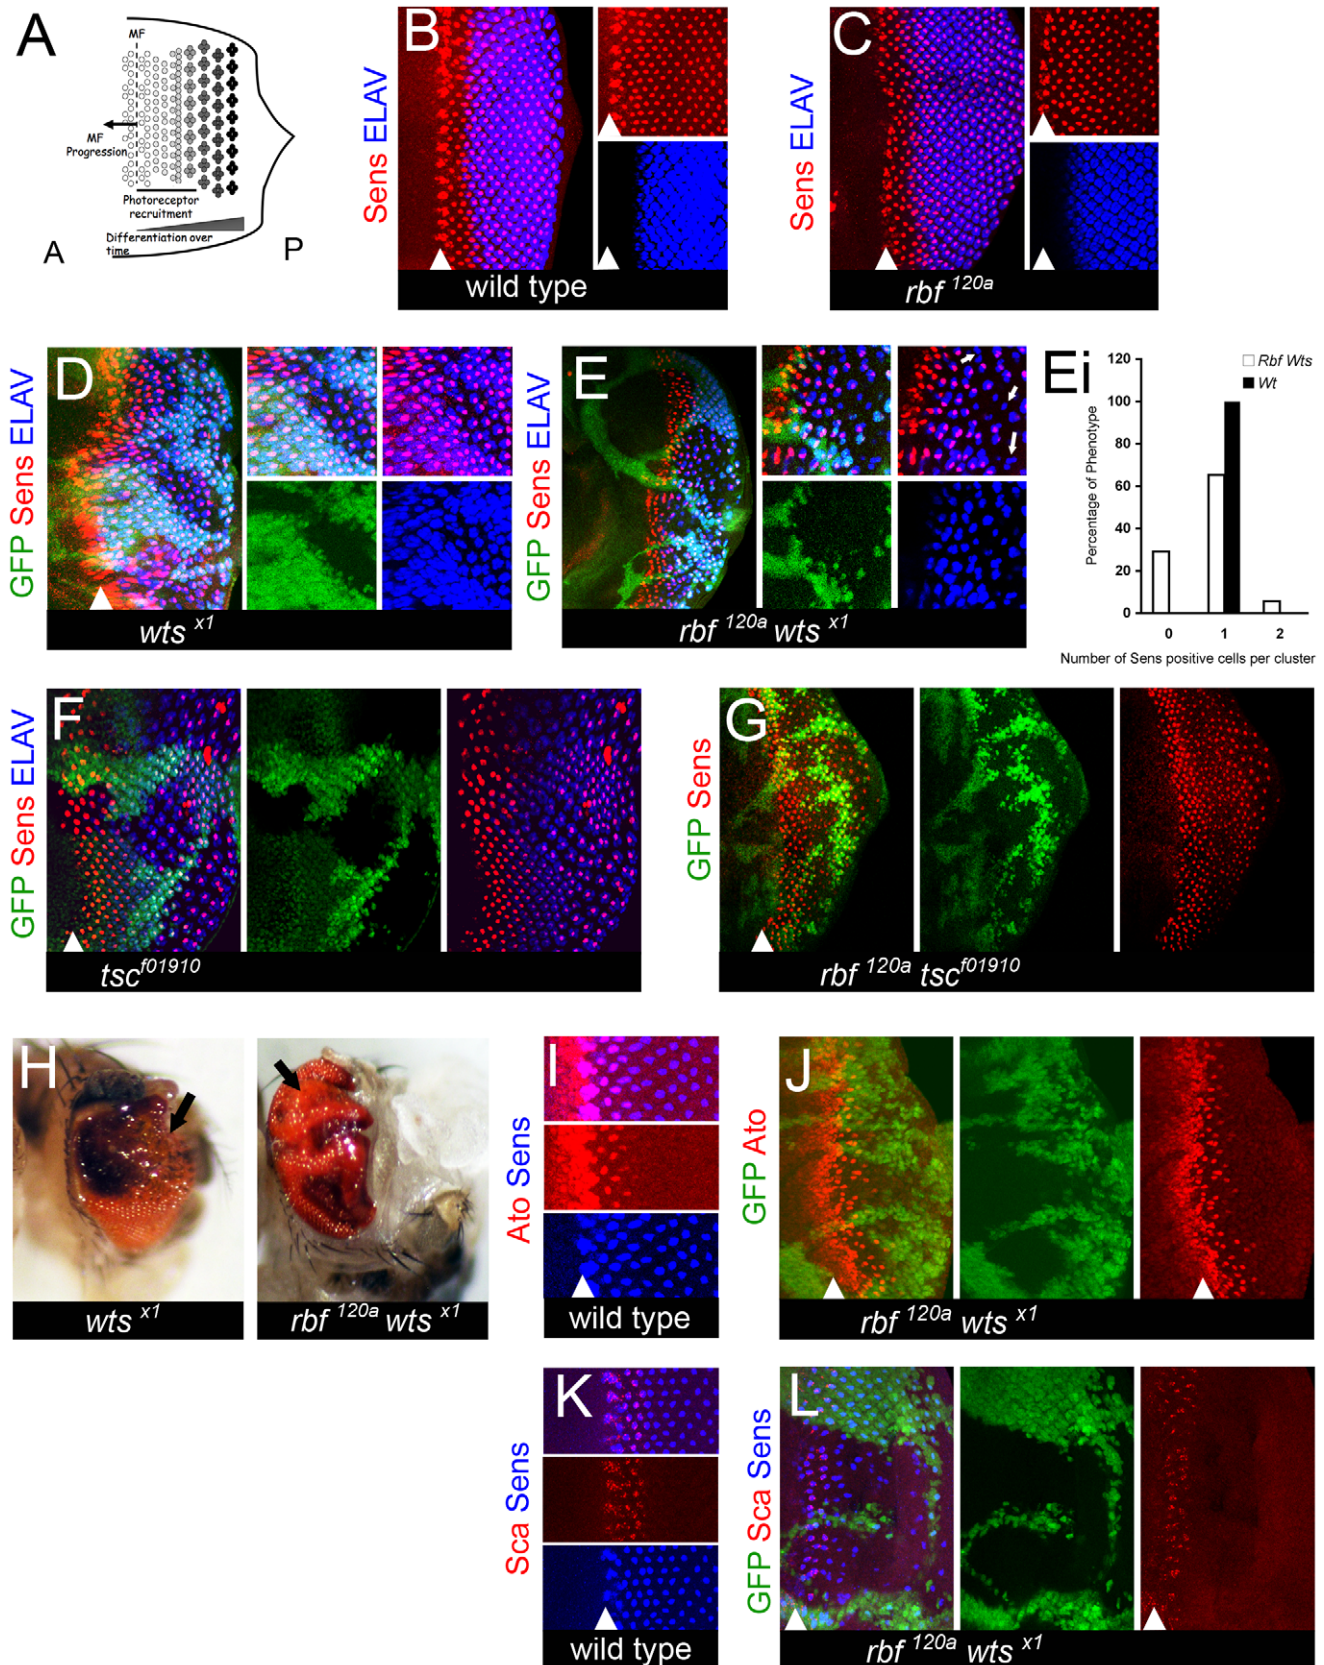 A
MF
MF
Progression
Photoreceptor
recruitment
Differentiation over
time
A
P
B
Sens ELAV
wild type
C
Sens ELAV
rbf 120a
D
GFP Sens ELAV
wts x1
E
GFP Sens ELAV
rbf 120a wts x1
Ei
Rbf Wts
Wt
Percentage of Phenotype
120
100
80
60
40
20
0
0 1 2
Number of Sens positive cells per cluster
F
GFP Sens ELAV
tsc f01910
G
GFP Sens
rbf 120a tsc f01910
H
wts x1
rbf 120a wts x1
I
Ato Sens
wild type
J
GFP Ato
rbf 120a wts x1
K
Sca Sens
wild type
L
GFP Sca Sens
rbf 120a wts x1